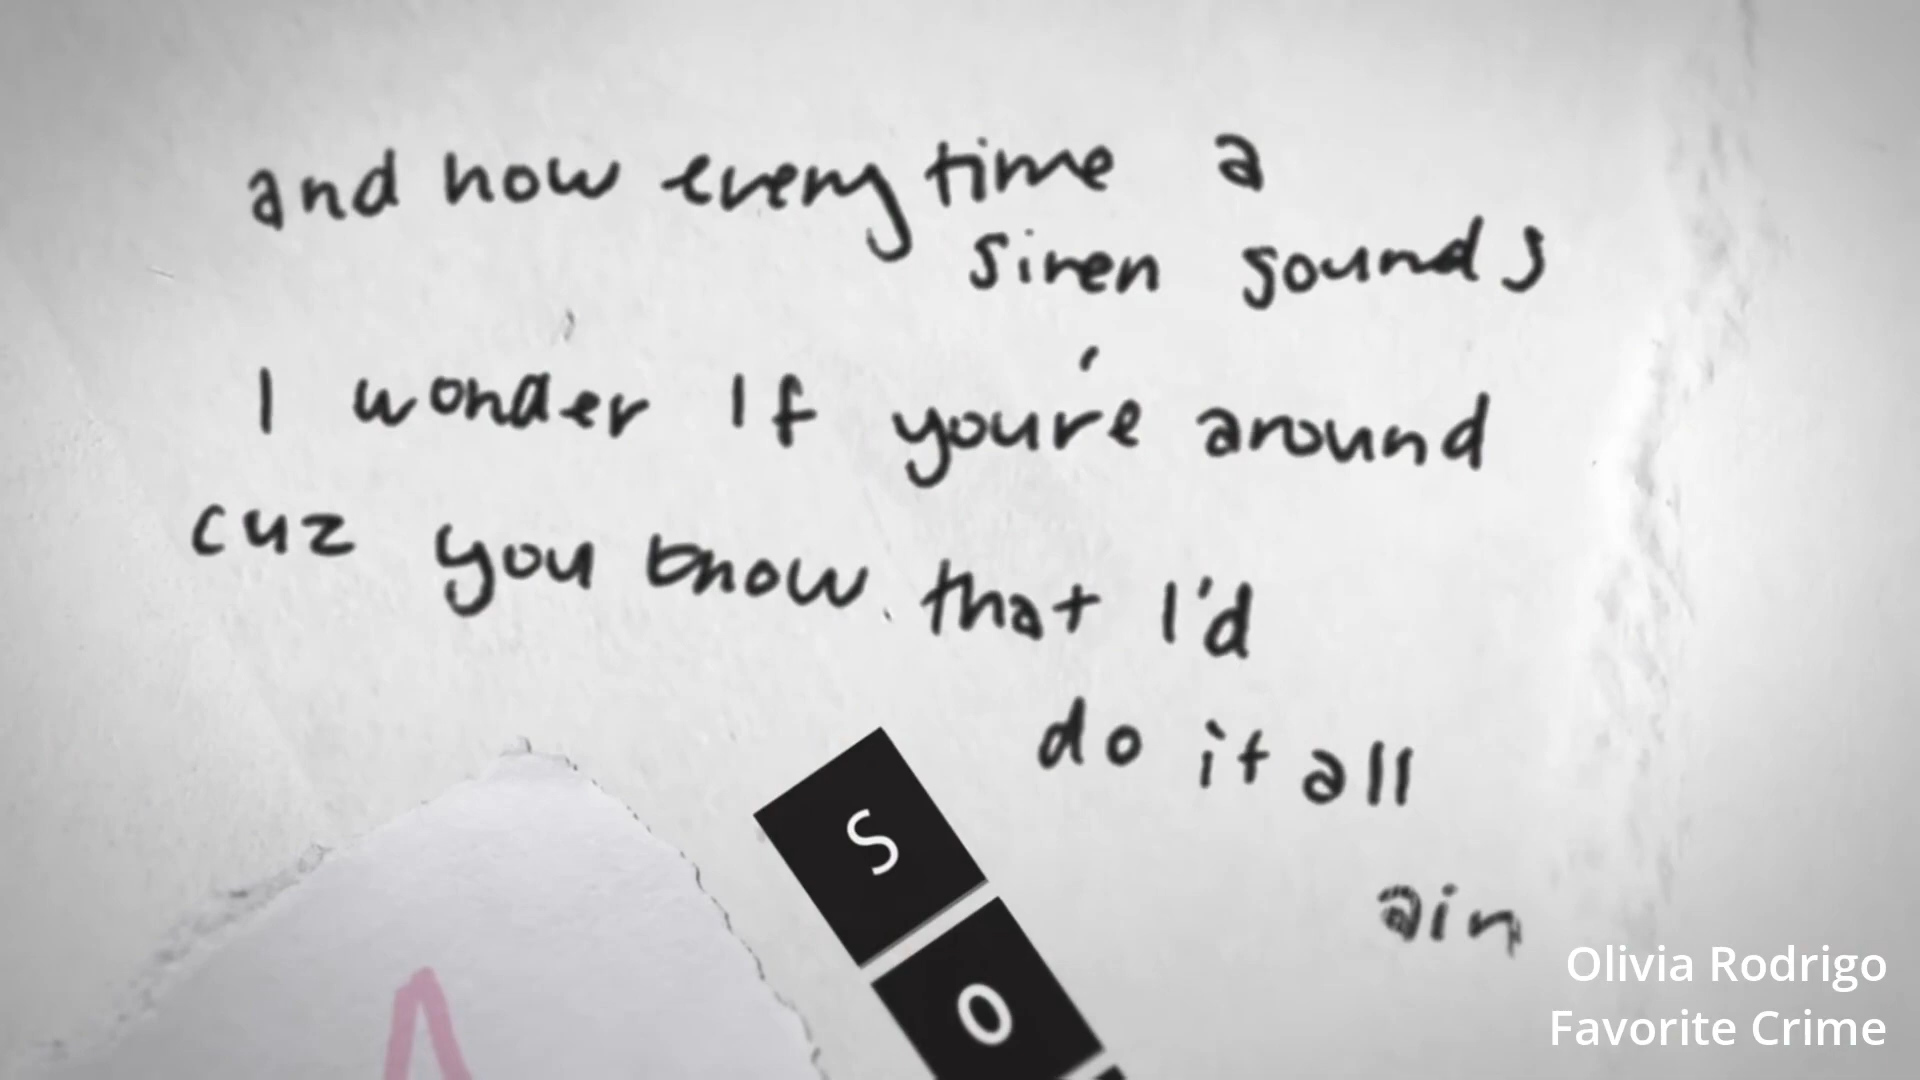 and how every time a
siren sounds
I wonder if you're around
cuz you know that I'd
do it all
ain
S
O
Olivia Rodrigo
Favorite Crime